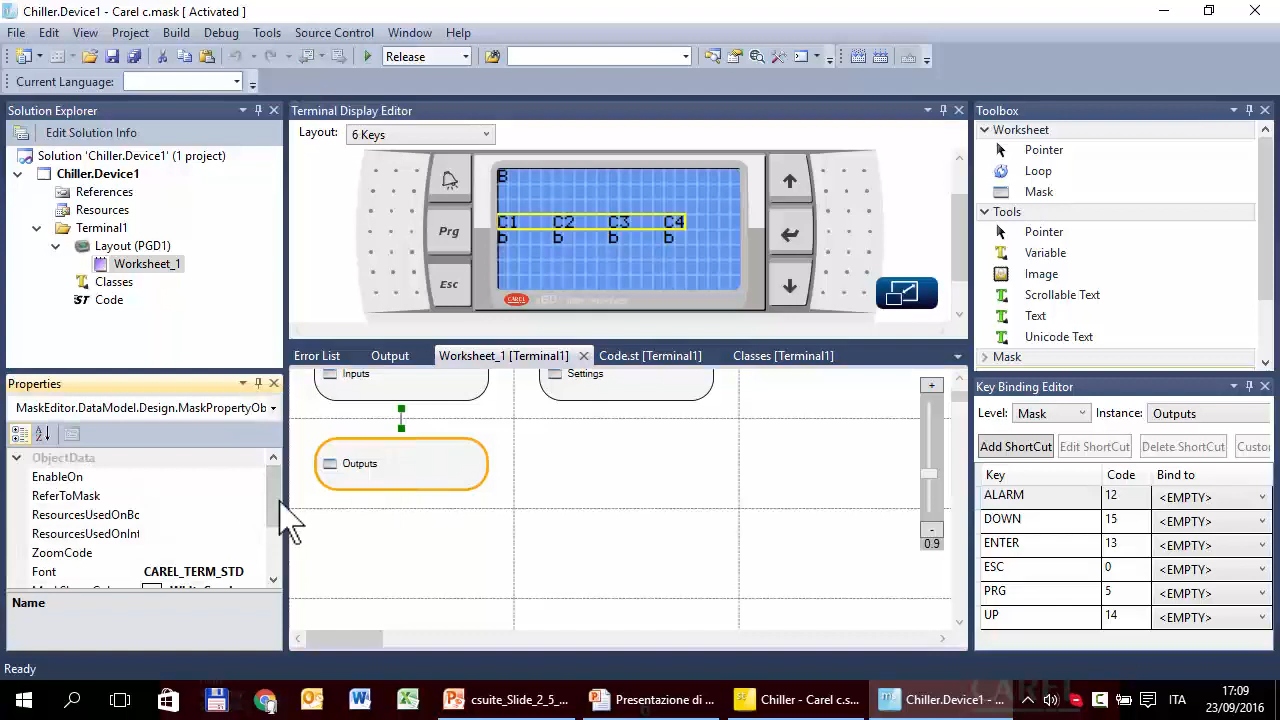 Chiller.Device1 - Carel c.mask [ Activated ]
File Edit View Project Build Debug Tools Source Control Window Help
Release
Current Language:
Solution Explorer
Edit Solution Info
Solution 'Chiller.Device1' (1 project)
Chiller.Device1
References
Resources
Terminal1
Layout (PGD1)
Worksheet_1
Classes
Code
Properties
MaskEditor.DataModel.Design.MaskPropertyOb
ObjectData
EnableOn
ReferToMask
ResourcesUsedOnBc
ResourcesUsedOnInt
ZoomCode
Font CAREL_TERM_STD
Name
Terminal Display Editor
Layout: 6 Keys
Prg
Esc
B
C1 C2 C3 C4
b b b b
CAREL
Error List Output Worksheet_1 [Terminal1] Code.st [Terminal1] Classes [Terminal1]
Inputs Settings
Outputs
+
-
0.9
Toolbox
Worksheet
Pointer
Loop
Mask
Tools
Pointer
Variable
Image
Scrollable Text
Text
Unicode Text
Mask
Key Binding Editor
Level: Mask Instance: Outputs
Add ShortCut Edit ShortCut Delete ShortCut Custo
Key Code Bind to
ALARM 12 <EMPTY>
DOWN 15 <EMPTY>
ENTER 13 <EMPTY>
ESC 0 <EMPTY>
PRG 5 <EMPTY>
UP 14 <EMPTY>
Ready
csuite_Slide_2_5_... Presentazione di ... Chiller - Carel c.s... Chiller.Device1 - ...
ITA
17:09
23/09/2016
CAREL